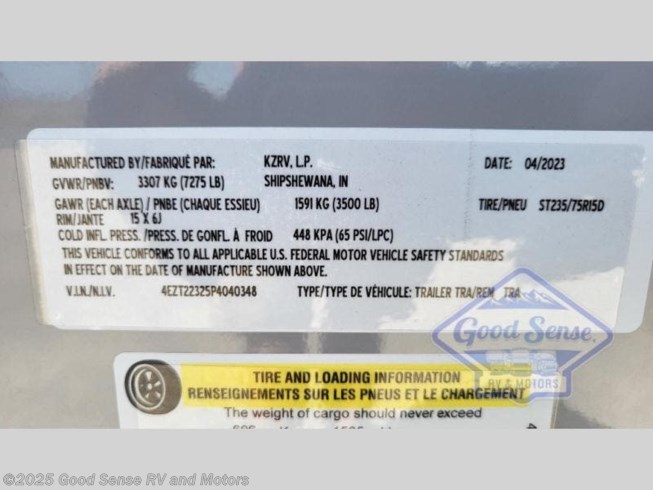 MANUFACTURED BY/FABRIQUÉ PAR: KZRV, L.P. DATE: 04/2023
GVWR/PNBV: 3307 KG (7275 LB) SHIPSHEWANA, IN
GAWR (EACH AXLE) / PNBE (CHAQUE ESSIEU) 1591 KG (3500 LB) TIRE/PNEU ST235/75R15D
RIM/JANTE 15 X 6J
COLD INFL. PRESS. /PRESS. DE GONFL. À FROID 448 KPA (65 PSI/LPC)
THIS VEHICLE CONFORMS TO ALL APPLICABLE U.S. FEDERAL MOTOR VEHICLE SAFETY STANDARDS
IN EFFECT ON THE DATE OF MANUFACTURE SHOWN ABOVE.
V.I.N./N.I.V. 4EZT22325P4040348 TYPE/TYPE DE VÉHICULE: TRAILER TRA/REM TRA
Good Sense
RV & MOTORS
TIRE AND LOADING INFORMATION
RENSEIGNEMENTS SUR LES PNEUS ET LE CHARGEMENT
The weight of cargo should never exceed
©2025 Good Sense RV and Motors